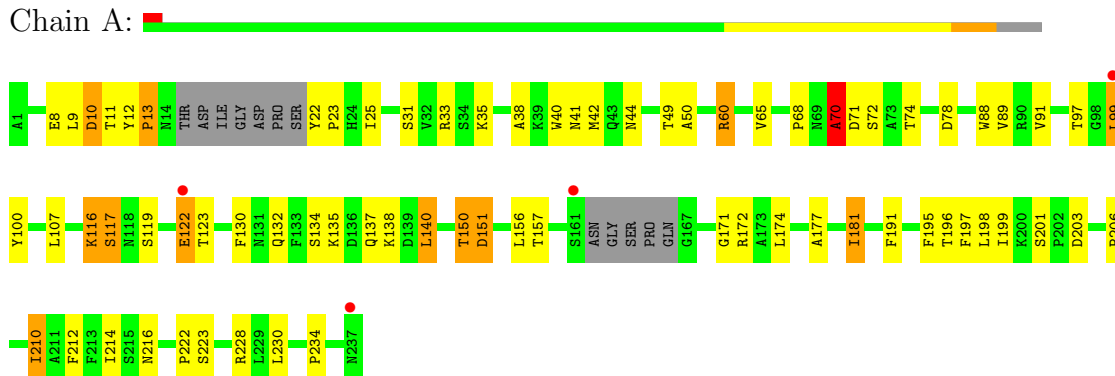 Chain A:
A1 E8 L9 D10 T11 Y12 P13 N14 THR ASP ILE GLY ASP PRO SER Y22 P23 H24 I25 S31 V32 R33 S34 K35 A38 K39 W40 N41 M42 Q43 N44 T49 A50 R60 V65 P68 N69 A70 D71 S72 A73 T74 D78 W88 V89 R90 V91 T97 G98 L99
Y100 L107 K116 S117 N118 S119 E122 T123 F130 N131 Q132 F133 S134 K135 D136 Q137 K138 D139 L140 T150 D151 L156 T157 S161 ASN GLY SER PRO GLN G167 G171 R172 A173 L174 A177 I181 F191 F195 T196 F197 L198 I199 K200 S201 P202 D203
I210 A211 F212 F213 I214 S215 N216 P222 S223 R228 L229 L230 P234 N237